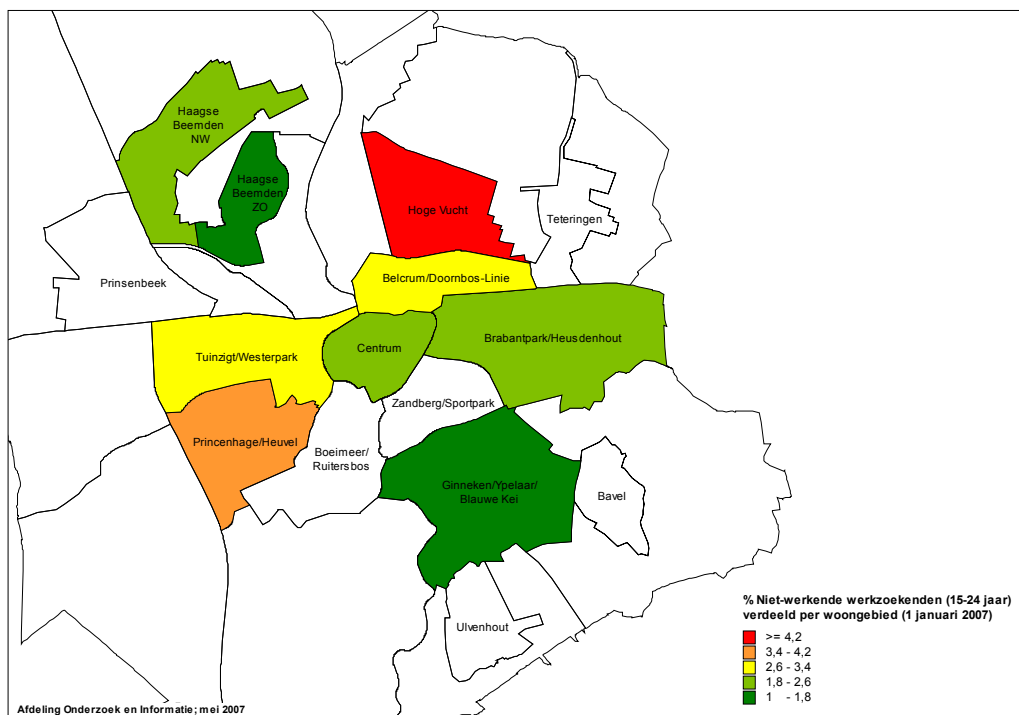 Haagse
Beemden
NW
Haagse
Beemden
ZO
Hoge Vucht
Teteringen
Prinsenbeek
Belcrum/Doornbos-Linie
Tuinzigt/Westerpark
Centrum
Brabantpark/Heusdenhout
Zandberg/Sportpark
Princenhage/Heuvel
Boeimeer/
Ruitersbos
Ginneken/Ypelaar/
Blauwe Kei
Bavel
Ulvenhout
% Niet-werkende werkzoekenden (15-24 jaar)
verdeeld per woongebied (1 januari 2007)
>= 4,2
3,4 - 4,2
2,6 - 3,4
1,8 - 2,6
1 - 1,8
Afdeling Onderzoek en Informatie; mei 2007